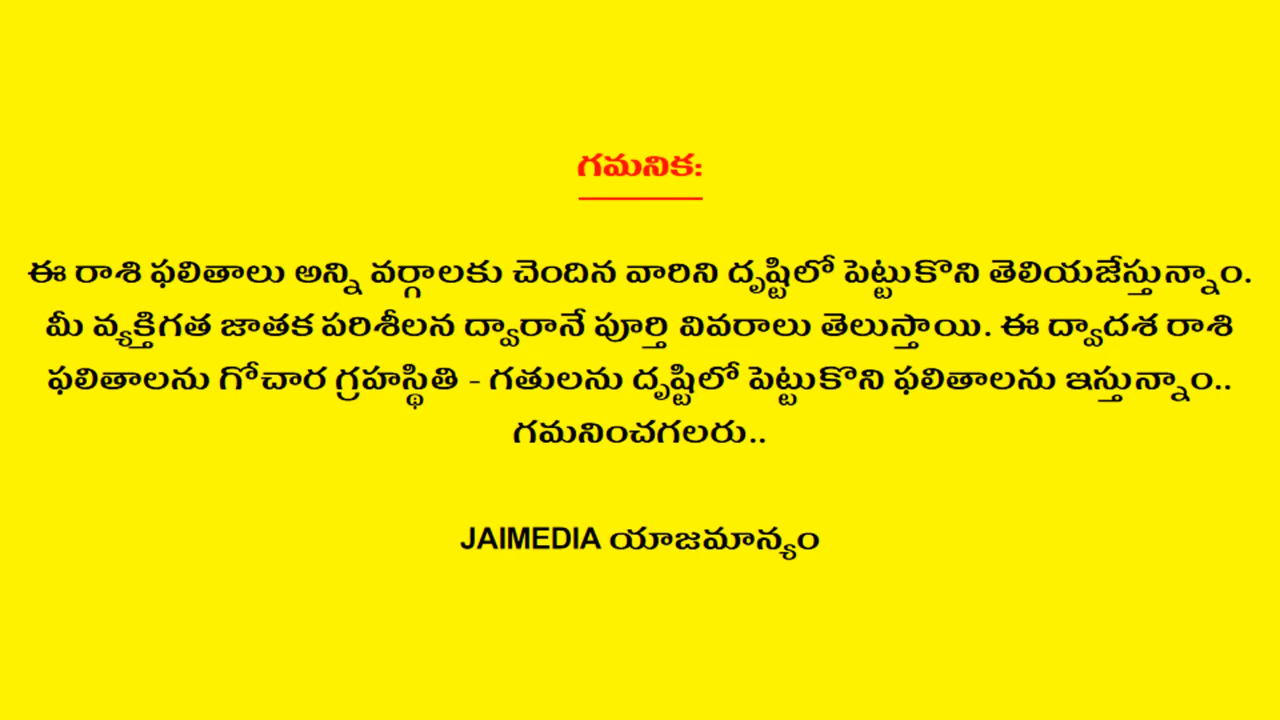 గమనిక:
ఈ రాశి ఫలితాలు అన్ని వర్గాలకు చెందిన వారిని దృష్టిలో పెట్టుకొని తెలియజేస్తున్నాం.
మీ వ్యక్తిగత జాతక పరిశీలన ద్వారానే పూర్తి వివరాలు తెలుస్తాయి. ఈ ద్వాదశ రాశి
ఫలితాలను గోచార గ్రహస్థితి - గతులను దృష్టిలో పెట్టుకొని ఫలితాలను ఇస్తున్నాం..
గమనించగలరు..
JAIMEDIA యాజమాన్యం